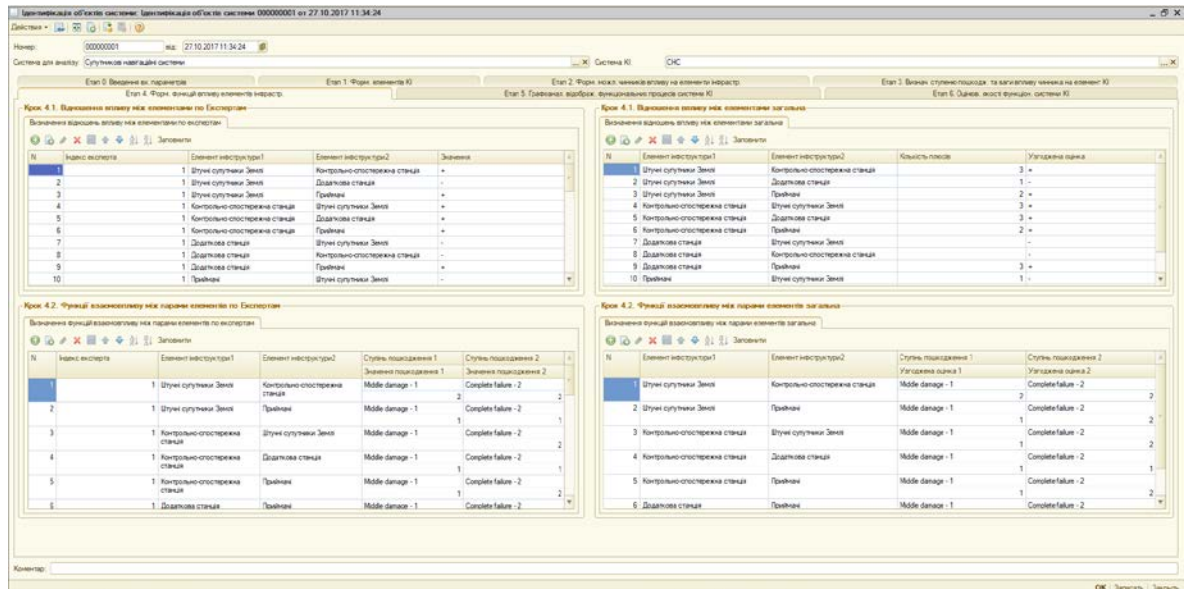 Ідентифікація об'єктів системи: Ідентифікація об'єктів системи 000000001 от 27.10.2017 11:34:24
Действия
Номер: 000000001 від: 27.10.2017 11:34:24
Система для аналізу: Супутникові навігаційні системи ... X Система КІ: СНС ... X
Етап 0. Введення вх. параметрів Етап 1. Форм. елементів КІ Етап 2. Форм. можл. чинників впливу на елементи інфрастр. Етап 3. Визнач. ступеню пошкодж. та ваги впливу чинника на елемент КІ
Етап 4. Форм. функцій впливу елементів інфрастр. Етап 5. Графоаналі. відображ. функціональних процесів системи КІ Етап 6. Оцінюв. якості функціон. системи КІ
Крок 4.1. Відношення впливу між елементами по Експертам
Визначення відношень впливу між елементами по експертам
Заповнити
N Індекс експерта Елемент інфоструктури1 Елемент інфоструктури2 Значення
1 1 Штучні супутники Землі Контрольно-спостережна станція +
2 1 Штучні супутники Землі Додаткова станція -
3 1 Штучні супутники Землі Приймачі +
4 1 Контрольно-спостережна станція Штучні супутники Землі +
5 1 Контрольно-спостережна станція Додаткова станція +
6 1 Контрольно-спостережна станція Приймачі +
7 1 Додаткова станція Штучні супутники Землі -
8 1 Додаткова станція Контрольно-спостережна станція -
9 1 Додаткова станція Приймачі +
10 1 Приймачі Штучні супутники Землі -
Крок 4.1. Відношення впливу між елементами загальна
Визначення відношень впливу між елементами загальна
Заповнити
N Елемент інфоструктури1 Елемент інфоструктури2 Кількість плюсів Узгоджена оцінка
1 Штучні супутники Землі Контрольно-спостережна станція 3 +
2 Штучні супутники Землі Додаткова станція 1 -
3 Штучні супутники Землі Приймачі 2 +
4 Контрольно-спостережна станція Штучні супутники Землі 3 +
5 Контрольно-спостережна станція Додаткова станція 3 +
6 Контрольно-спостережна станція Приймачі 2 +
7 Додаткова станція Штучні супутники Землі -
8 Додаткова станція Контрольно-спостережна станція -
9 Додаткова станція Приймачі 3 +
10 Приймачі Штучні супутники Землі 1 -
Крок 4.2. Функції взаємовпливу між парами елементів по Експертам
Визначення функцій взаємовпливу між парами елементів по експертам
Заповнити
N Індекс експерта Елемент інфоструктури1 Елемент інфоструктури2 Ступінь пошкодження 1 Ступінь пошкодження 2
Значення пошкодження 1 Значення пошкодження 2
1 1 Штучні супутники Землі Контрольно-спостережна станція Middle damage - 1 Complete failure - 2
2 2
2 1 Штучні супутники Землі Приймачі Middle damage - 1 Complete failure - 2
1 1
3 1 Контрольно-спостережна станція Штучні супутники Землі Middle damage - 1 Complete failure - 2
1 2
4 1 Контрольно-спостережна станція Додаткова станція Middle damage - 1 Complete failure - 2
1 1
5 1 Контрольно-спостережна станція Приймачі Middle damage - 1 Complete failure - 2
1 2
6 1 Додаткова станція Приймачі Middle damage - 1 Complete failure - 2
Крок 4.2. Функції взаємовпливу між парами елементів загальна
Визначення функцій взаємовпливу між парами елементів загальна
Заповнити
N Елемент інфоструктури1 Елемент інфоструктури2 Ступінь пошкодження 1 Ступінь пошкодження 2
Узгоджена оцінка 1 Узгоджена оцінка 2
1 Штучні супутники Землі Контрольно-спостережна станція Middle damage - 1 Complete failure - 2
2 2
2 Штучні супутники Землі Приймачі Middle damage - 1 Complete failure - 2
1 2
3 Контрольно-спостережна станція Штучні супутники Землі Middle damage - 1 Complete failure - 2
1 2
4 Контрольно-спостережна станція Додаткова станція Middle damage - 1 Complete failure - 2
1 1
5 Контрольно-спостережна станція Приймачі Middle damage - 1 Complete failure - 2
1 2
6 Додаткова станція Приймачі Middle damage - 1 Complete failure - 2
Коментар:
OK Записать Закрыть